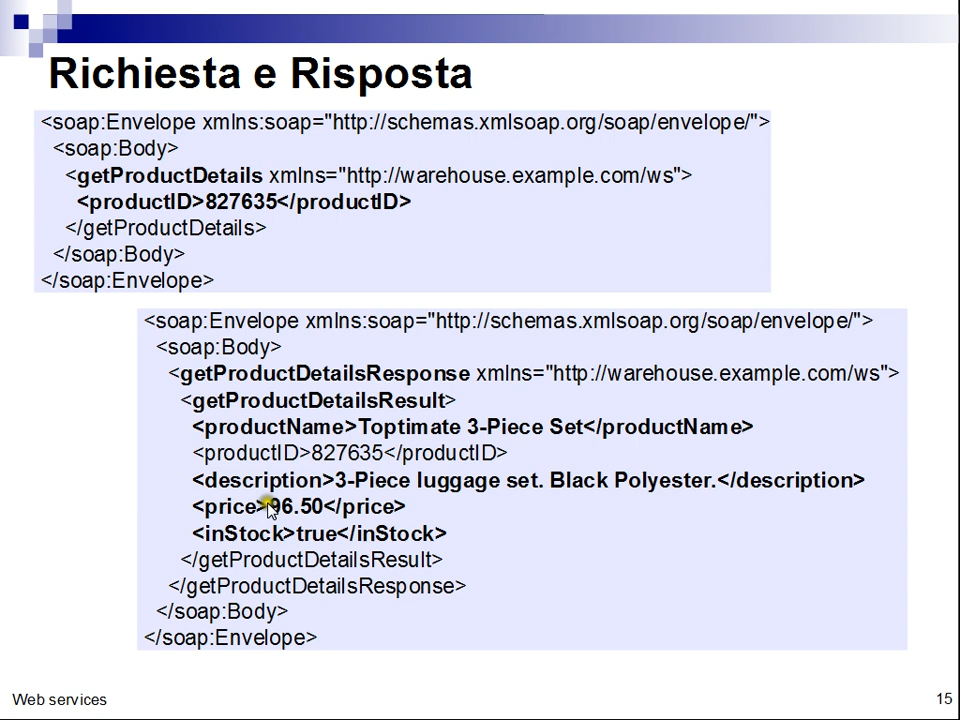 Richiesta e Risposta
<soap:Envelope xmlns:soap="http://schemas.xmlsoap.org/soap/envelope/">
<soap:Body>
<getProductDetails xmlns="http://warehouse.example.com/ws">
<productID>827635</productID>
</getProductDetails>
</soap:Body>
</soap:Envelope>
<soap:Envelope xmlns:soap="http://schemas.xmlsoap.org/soap/envelope/">
<soap:Body>
<getProductDetailsResponse xmlns="http://warehouse.example.com/ws">
<getProductDetailsResult>
<productName>Toptimate 3-Piece Set</productName>
<productID>827635</productID>
<description>3-Piece luggage set. Black Polyester.</description>
<price>96.50</price>
<inStock>true</inStock>
</getProductDetailsResult>
</getProductDetailsResponse>
</soap:Body>
</soap:Envelope>
Web services
15